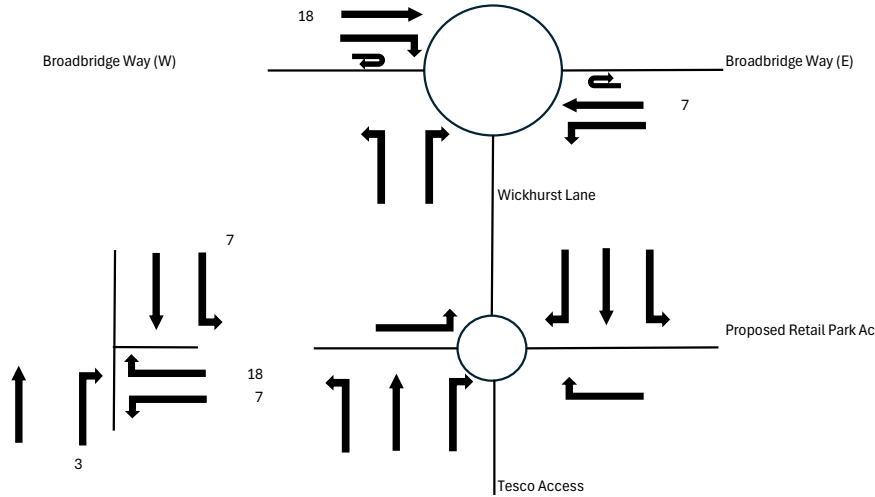 18
Broadbridge Way (W)
Broadbridge Way (E)
7
Wickhurst Lane
7
Proposed Retail Park Ac
18
7
3
Tesco Access